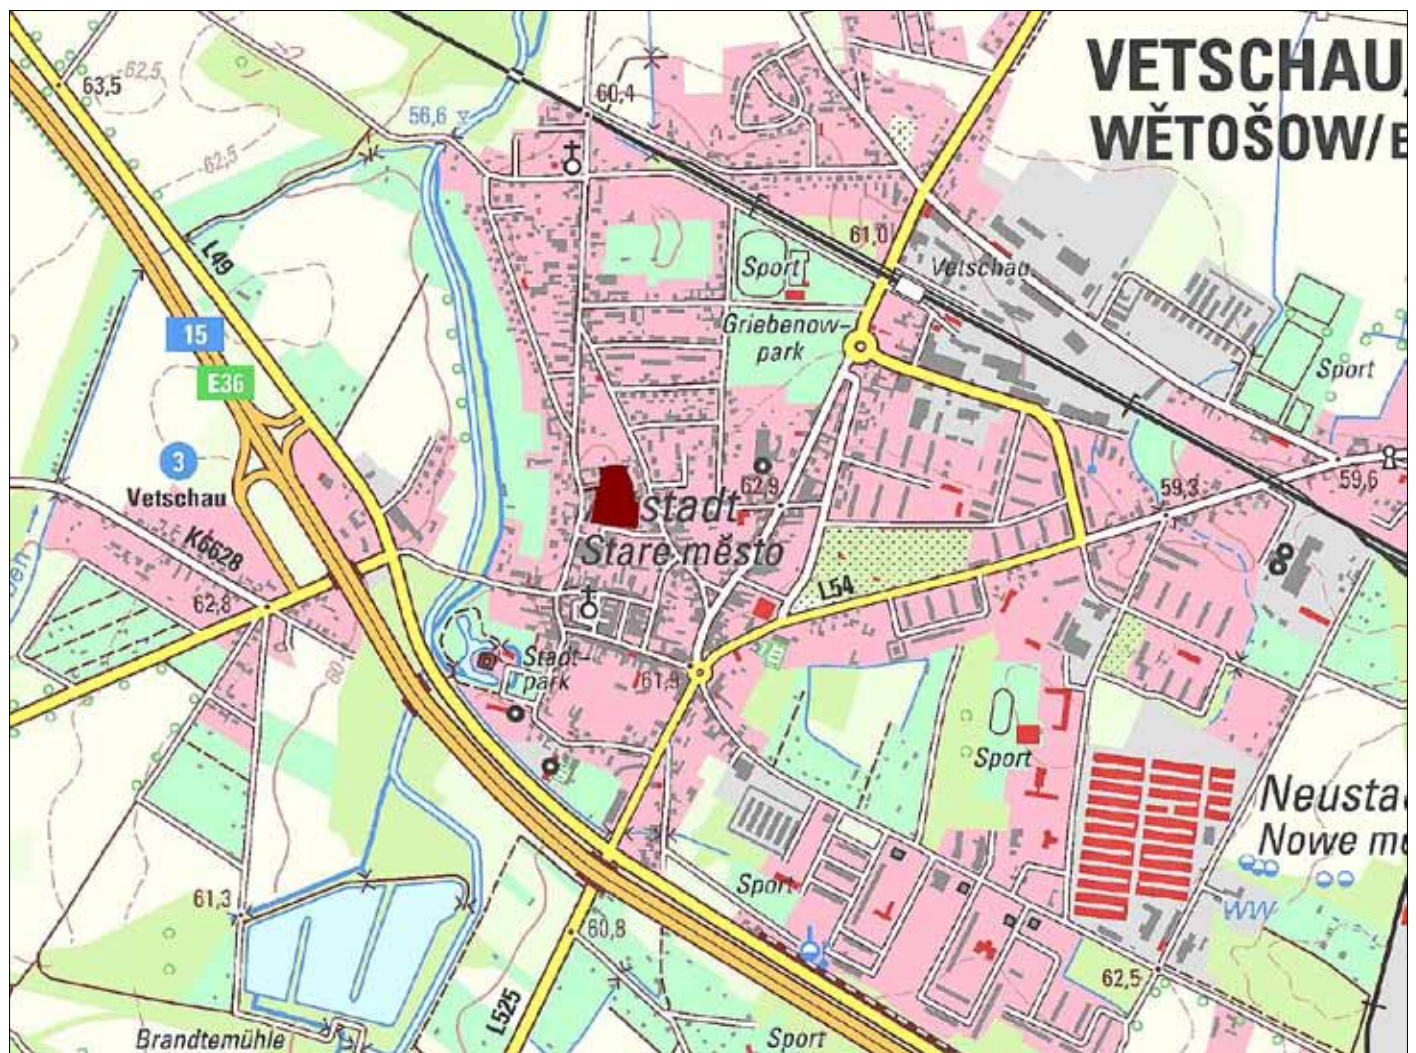 VETSCHAU/
WĚTOŠOW/B
63,5
62,5
60,4
56,6
62,5
61,0
Vetschau
Sport
L49
Griebenow-
park
15
E36
Sport
3
Vetschau
62,9
59,3
59,6
stadt
K6628
Stare město
62,8
L54
Stadt-
park
60
61,9
Sport
Neusta
Nowe m
Sport
61,3
WW
60,8
62,5
L525
Brandtemühle
Sport